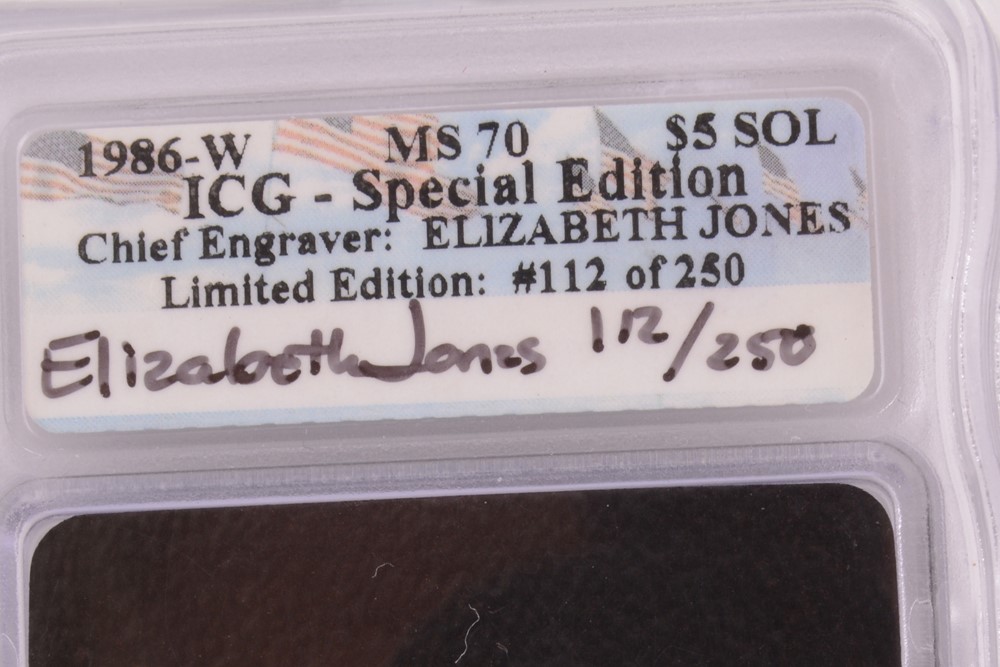 1986-W MS 70 $5 SOL
ICG - Special Edition
Chief Engraver: ELIZABETH JONES
Limited Edition: #112 of 250
Elizabeth Jones 112/250